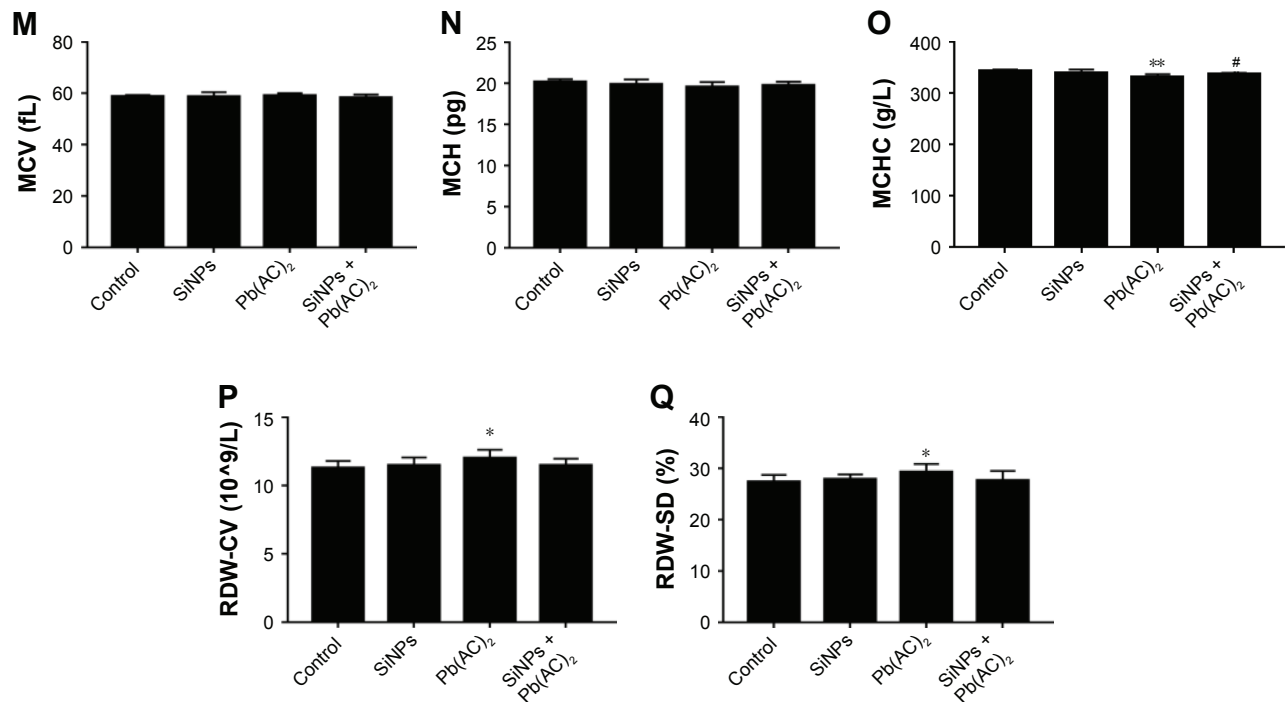 M
MCV (fL)
80
60
40
20
0
Control
SiNPs
Pb(AC)₂
SiNPs +
Pb(AC)₂
N
MCH (pg)
25
20
15
10
5
0
Control
SiNPs
Pb(AC)₂
SiNPs +
Pb(AC)₂
O
MCHC (g/L)
400
300
200
100
0
**
#
Control
SiNPs
Pb(AC)₂
SiNPs +
Pb(AC)₂
P
RDW-CV (10^9/L)
15
10
5
0
*
Control
SiNPs
Pb(AC)₂
SiNPs +
Pb(AC)₂
Q
RDW-SD (%)
40
30
20
10
0
*
Control
SiNPs
Pb(AC)₂
SiNPs +
Pb(AC)₂